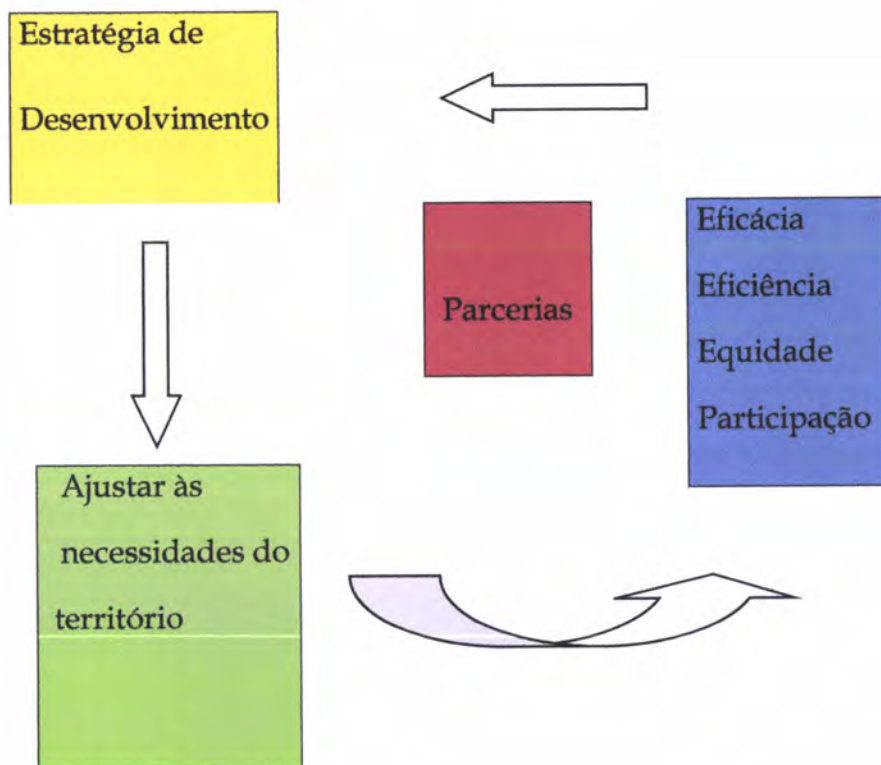 Estratégia de
Desenvolvimento
Parcerias
Eficácia
Eficiência
Equidade
Participação
Ajustar às
necessidades do
território